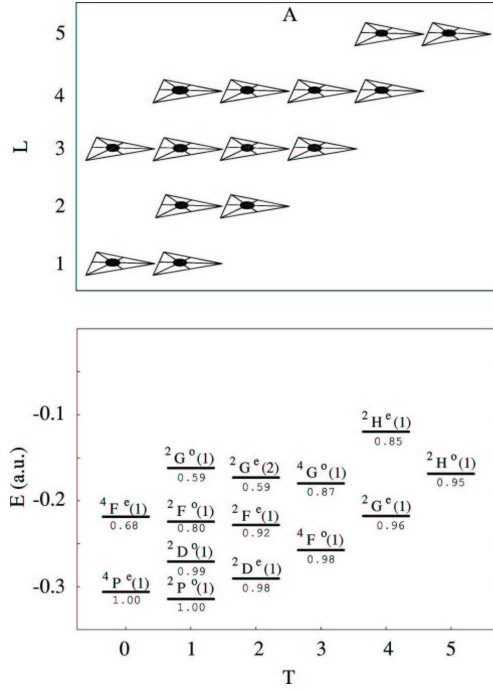 A
5
4
L
3
2
1
E (a.u.)
-0.1
-0.2
-0.3
²Hᵉ(1)
0.85
²Gᵒ(1)
0.59
²Gᵉ(2)
0.59
⁴Gᵒ(1)
0.87
²Hᵒ(1)
0.95
⁴Fᵉ(1)
0.68
²Fᵒ(1)
0.80
²Fᵉ(1)
0.92
²Gᵉ(1)
0.96
²Dᵒ(1)
0.99
⁴Fᵒ(1)
0.98
⁴Pᵉ(1)
1.00
²Pᵒ(1)
1.00
²Dᵉ(1)
0.98
0 1 2 3 4 5
T